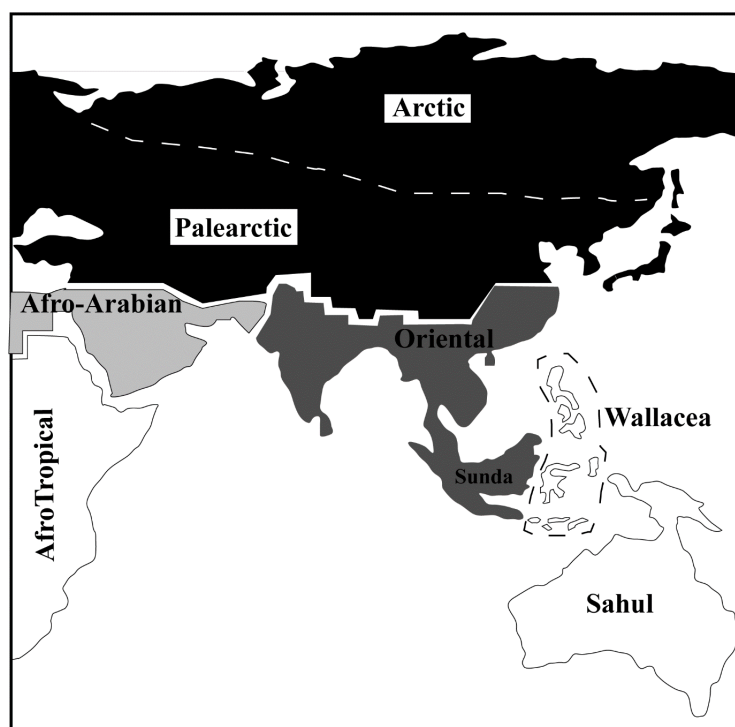 Arctic
Palearctic
Afro-Arabian
Oriental
Wallacea
AfroTropical
Sunda
Sahul